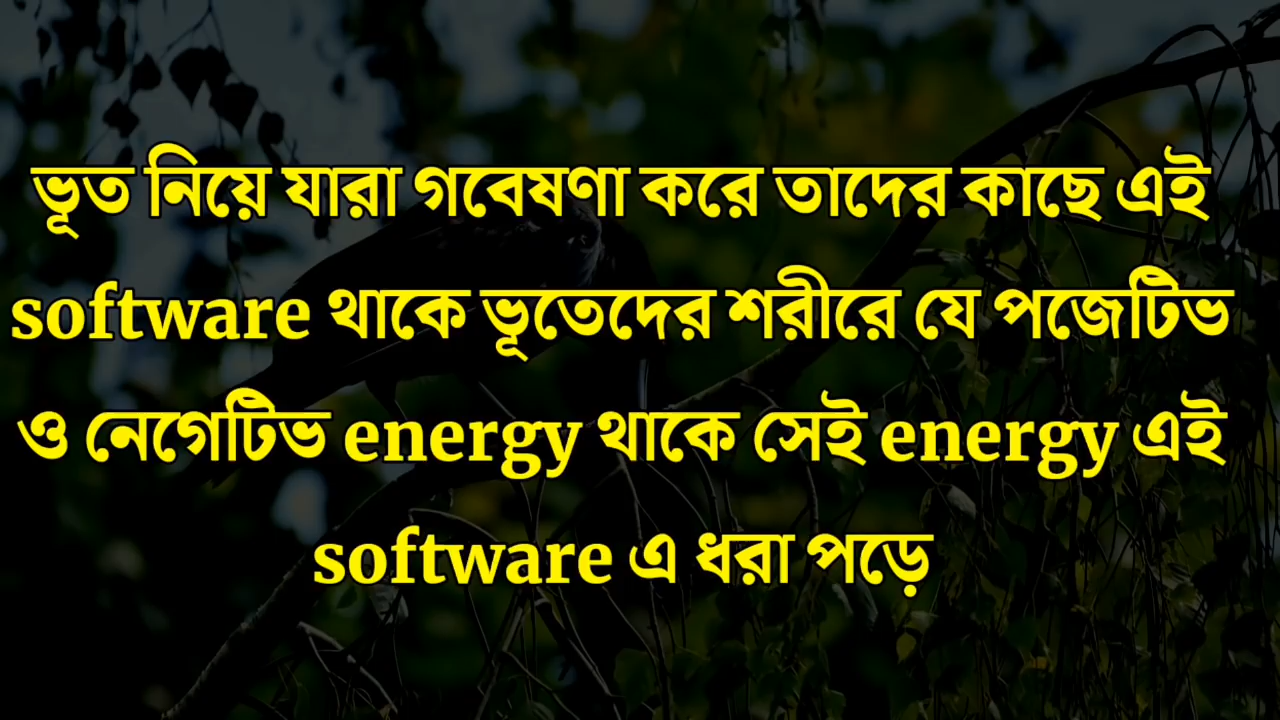 ভূত নিয়ে যারা গবেষণা করে তাদের কাছে এই
software থাকে ভূতেদের শরীরে যে পজেটিভ
ও নেগেটিভ energy থাকে সেই energy এই
software এ ধরা পড়ে